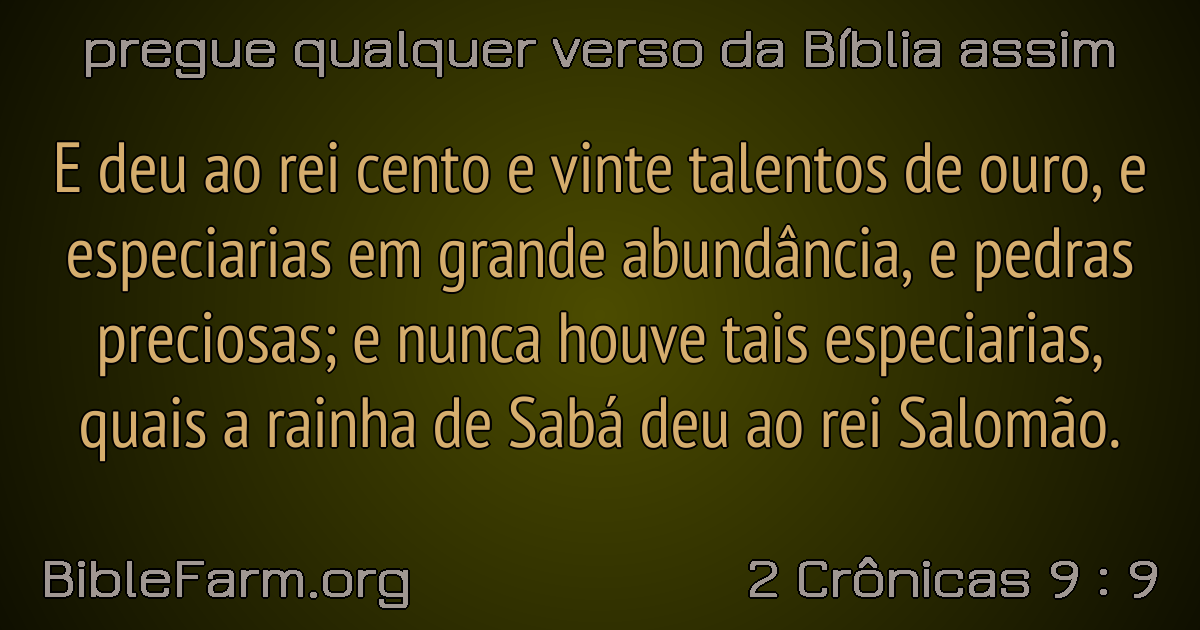 pregue qualquer verso da Bíblia assim
E deu ao rei cento e vinte talentos de ouro, e
especiarias em grande abundância, e pedras
preciosas; e nunca houve tais especiarias,
quais a rainha de Sabá deu ao rei Salomão.
BibleFarm.org
2 Crônicas 9 : 9